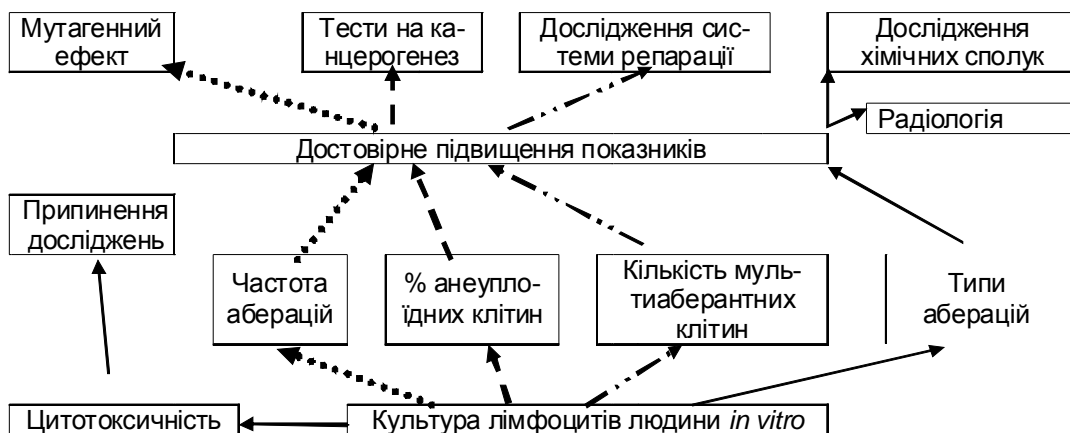 Мутагенний
ефект
Тести на ка-
нцерогенез
Дослідження сис-
теми репарації
Дослідження
хімічних сполук
Радіологія
Достовірне підвищення показників
Припинення
досліджень
Частота
аберацій
% анеупло-
їдних клітин
Кількість муль-
тиаберантних
клітин
Типи
аберацій
Цитотоксичність
Культура лімфоцитів людини in vitro